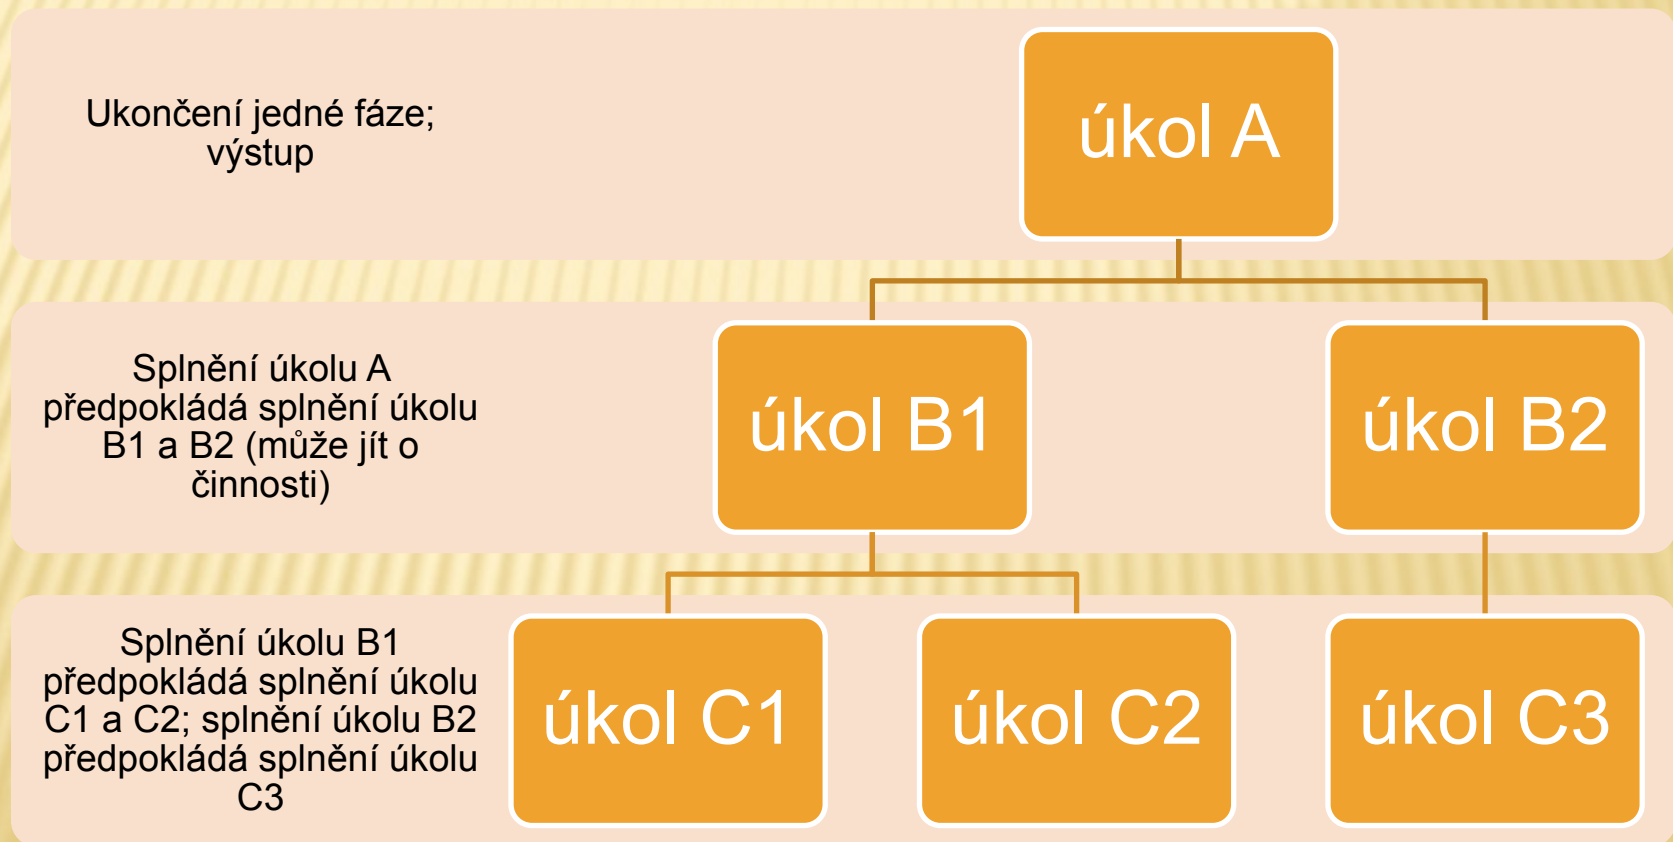 Ukončení jedné fáze;
výstup
úkol A
Splnění úkolu A
předpokládá splnění úkolu
B1 a B2 (může jít o
činnosti)
úkol B1
úkol B2
Splnění úkolu B1
předpokládá splnění úkolu
C1 a C2; splnění úkolu B2
předpokládá splnění úkolu
C3
úkol C1
úkol C2
úkol C3